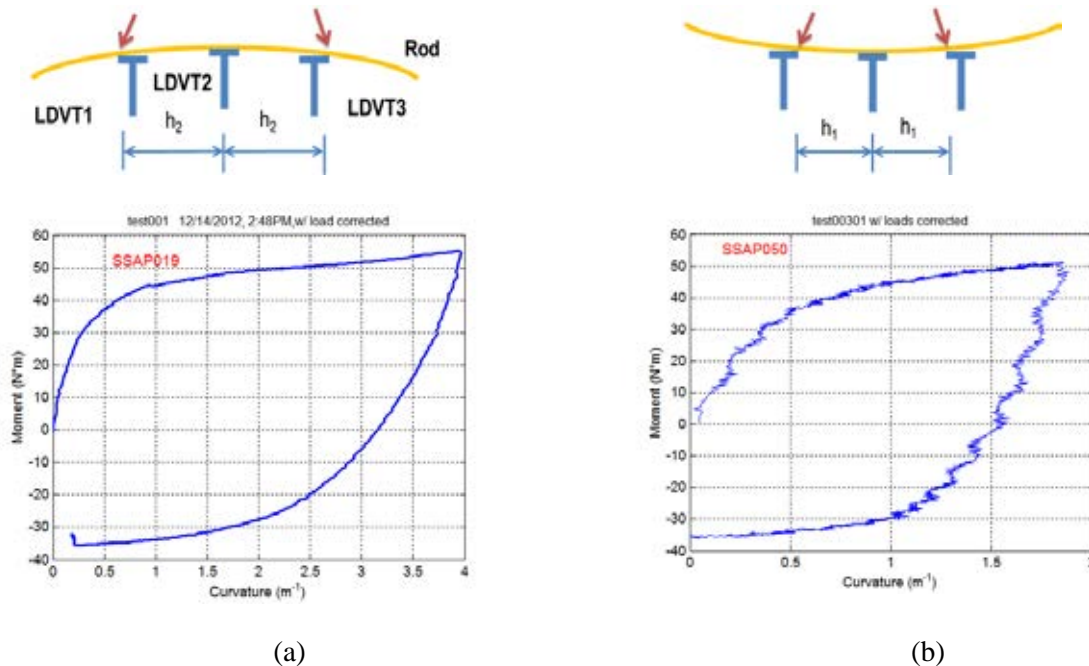 Rod
LDVT2
LDVT1
LDVT3
h2
h2
h1
h1
test001 12/14/2012, 2:48PM,w/ load corrected
SSAP019
60
50
40
30
20
10
0
-10
-20
-30
-40
Moment (N*m)
0 0.5 1 1.5 2 2.5 3 3.5 4
Curvature (m⁻¹)
test00301 w/ loads corrected
SSAP050
60
50
40
30
20
10
0
-10
-20
-30
-40
Moment (N*m)
0 0.5 1 1.5
Curvature (m⁻¹)
(a)
(b)